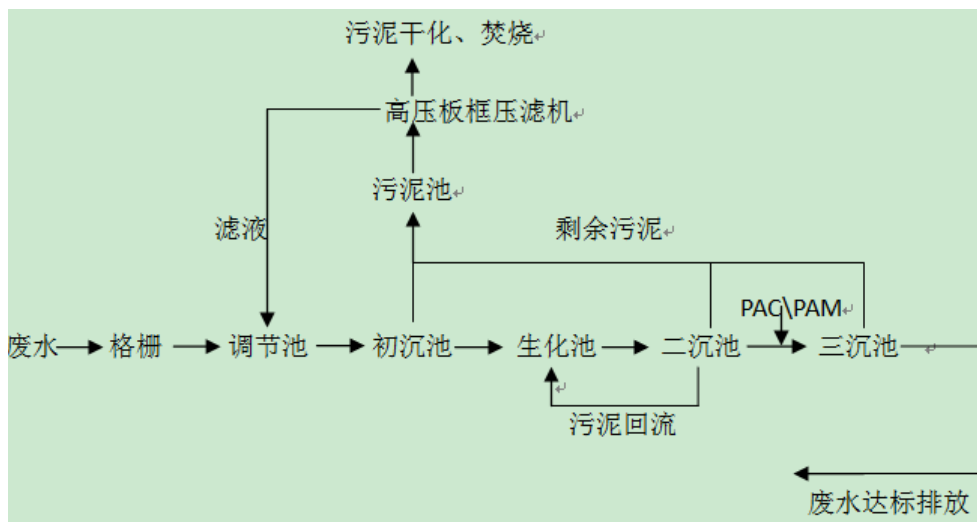 污泥干化、焚烧
高压板框压滤机
污泥池
滤液
剩余污泥
PAC\PAM
废水
格栅
调节池
初沉池
生化池
二沉池
三沉池
污泥回流
废水达标排放